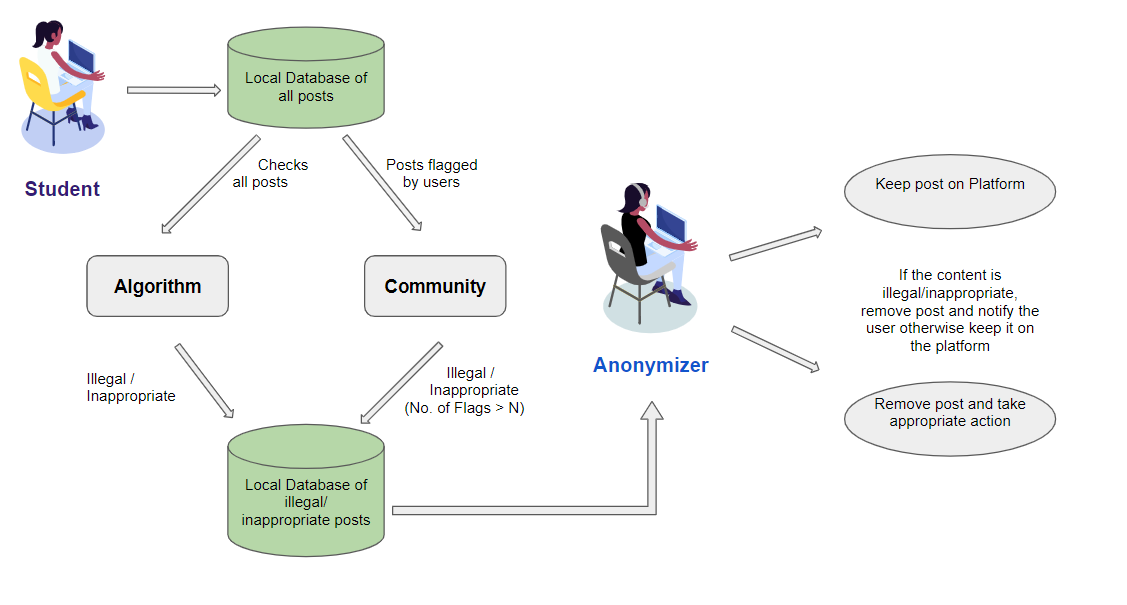 Local Database of
all posts
Student
Checks
all posts
Posts flagged
by users
Algorithm
Community
Illegal /
Inappropriate
Illegal /
Inappropriate
(No. of Flags > N)
Local Database of
illegal/
inappropriate posts
Anonymizer
Keep post on Platform
If the content is
illegal/inappropriate,
remove post and notify the
user otherwise keep it on
the platform
Remove post and take
appropriate action